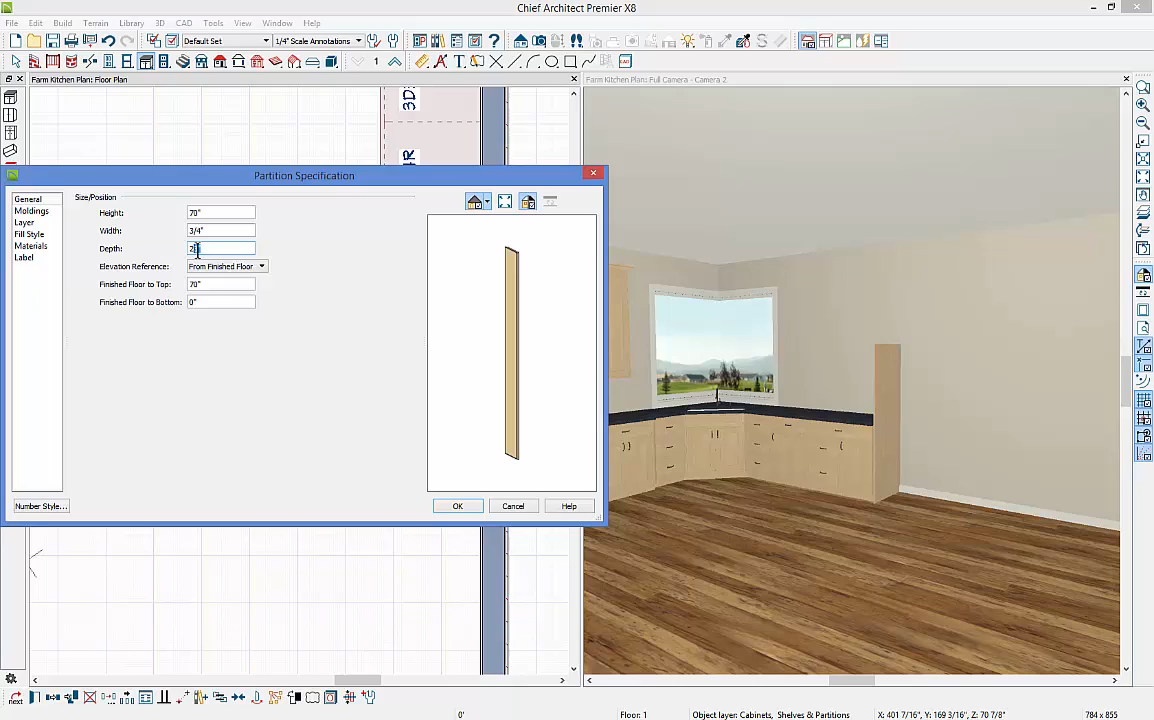 Chief Architect Premier X8
File Edit Build Terrain Library 3D CAD Tools View Window Help
Default Set 1/4" Scale Annotations
1
Farm Kitchen Plan: Floor Plan
Farm Kitchen Plan: Full Camera - Camera 2
Partition Specification
General
Moldings
Layer
Fill Style
Materials
Label
Size/Position
Height: 70"
Width: 3/4"
Depth: 2
Elevation Reference: From Finished Floor
Finished Floor to Top: 70"
Finished Floor to Bottom: 0"
Number Style...
OK
Cancel
Help
next
0'
Floor: 1
Object layer: Cabinets, Shelves & Partitions
X: 401 7/16", Y: 169 3/16", Z: 70 7/8"
784 x 855